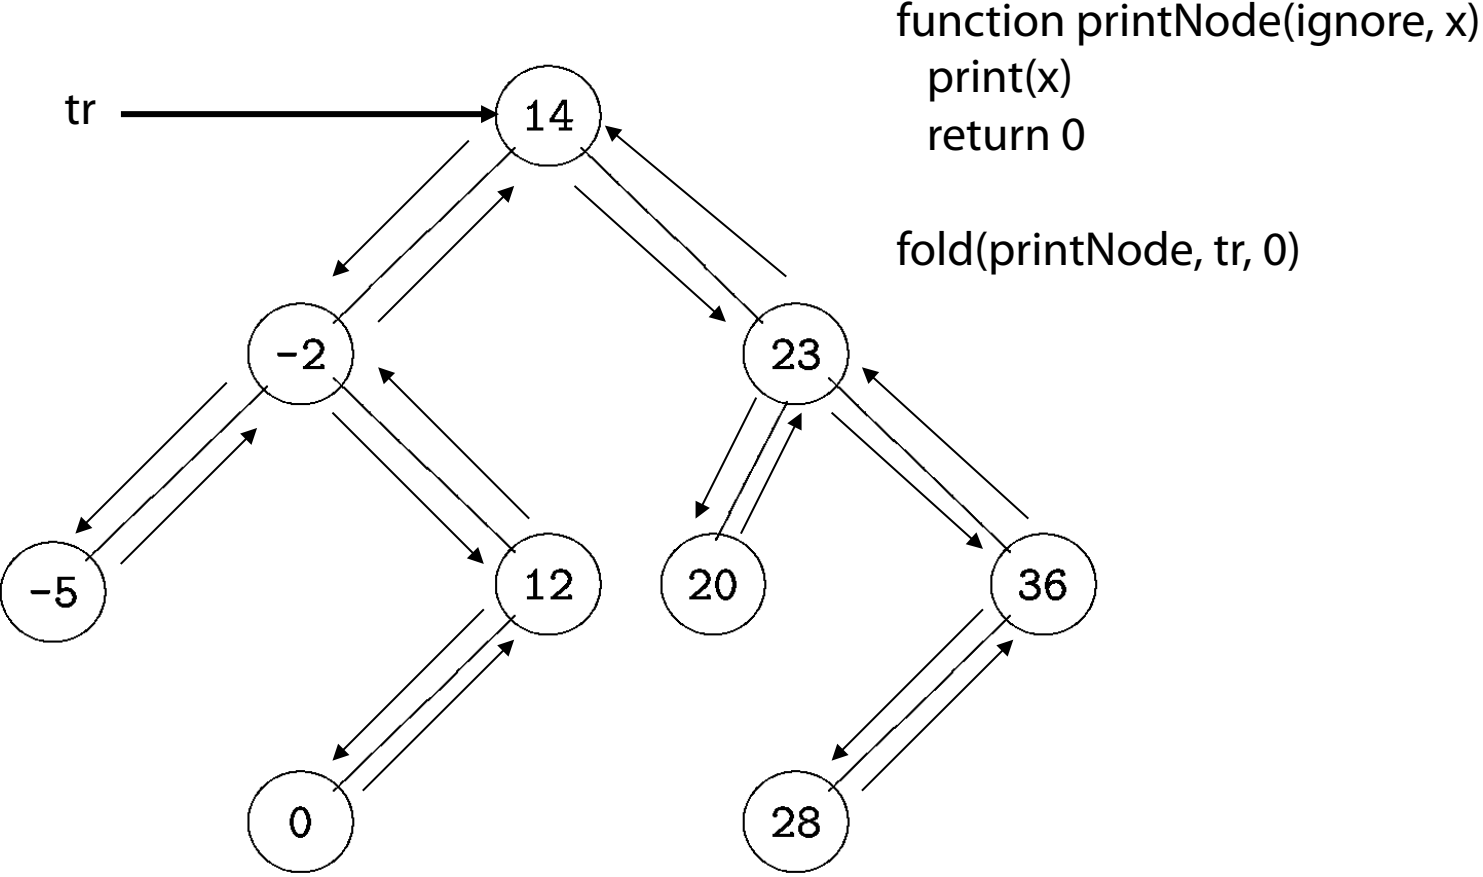 function printNode(ignore, x)
print(x)
return 0
fold(printNode, tr, 0)
tr
14
-2
23
-5
12
20
36
0
28